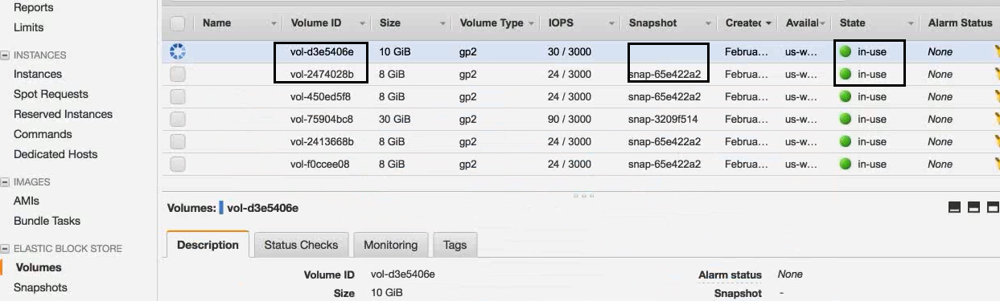 Reports
Limits
INSTANCES
Instances
Spot Requests
Reserved Instances
Commands
Dedicated Hosts
IMAGES
AMIs
Bundle Tasks
ELASTIC BLOCK STORE
Volumes
Snapshots
Name Volume ID Size Volume Type IOPS Snapshot Created Availal State Alarm Status
vol-d3e5406e 10 GiB gp2 30 / 3000 Februa... us-w... in-use None
vol-2474028b 8 GiB gp2 24 / 3000 snap-65e422a2 Februa... us-w... in-use None
vol-450ed5f8 8 GiB gp2 24 / 3000 snap-65e422a2 Februa... us-w... in-use None
vol-75904bc8 30 GiB gp2 90 / 3000 snap-3209f514 Februa... us-w... in-use None
vol-2413668b 8 GiB gp2 24 / 3000 snap-65e422a2 Februa... us-w... in-use None
vol-f0ccee08 8 GiB gp2 24 / 3000 snap-65e422a2 Februa... us-w... in-use None
Volumes: vol-d3e5406e
Description Status Checks Monitoring Tags
Volume ID vol-d3e5406e Alarm status None
Size 10 GiB Snapshot -